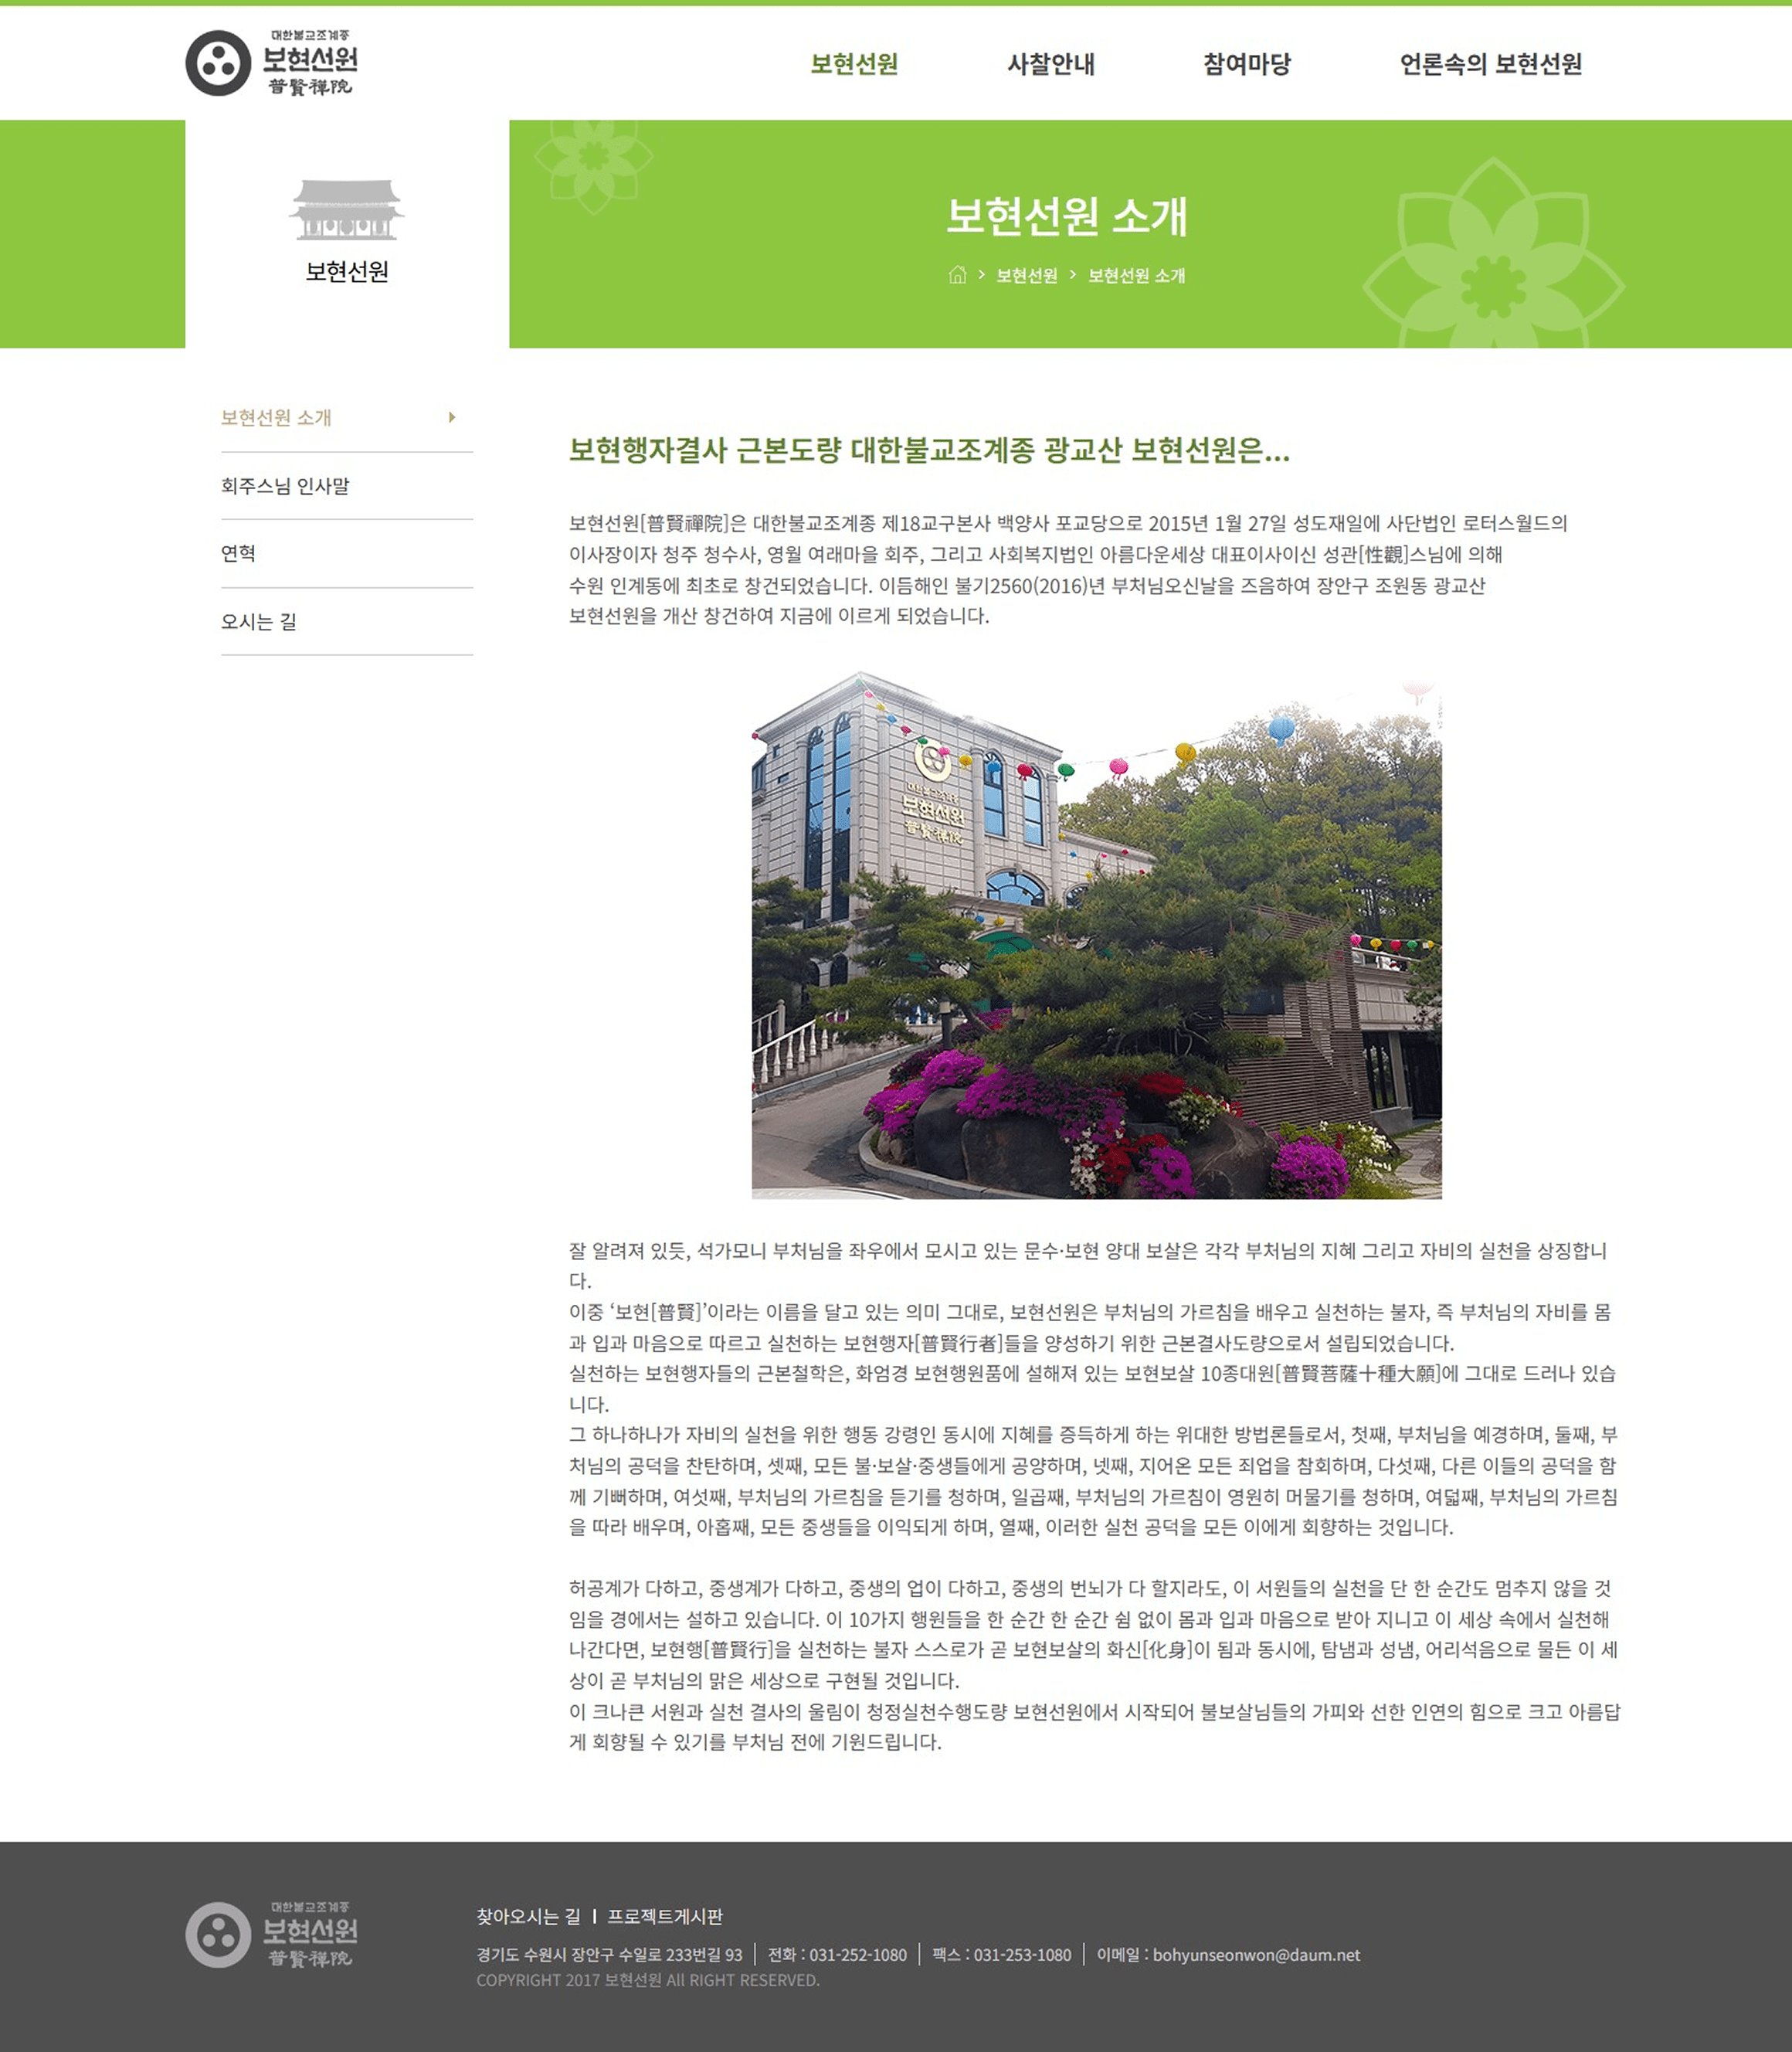 대한불교조계종
보현선원
普賢禪院
보현선원
사찰안내
참여마당
언론속의 보현선원
보현선원
보현선원 소개
보현선원
보현선원 소개
보현선원 소개
회주스님 인사말
연혁
오시는 길
보현행자결사 근본도량 대한불교조계종 광교산 보현선원은...
보현선원[普賢禪院]은 대한불교조계종 제18교구본사 백양사 포교당으로 2015년 1월 27일 성도재일에 사단법인 로터스월드의
이사장이자 청주 청수사, 영월 여래마을 회주, 그리고 사회복지법인 아름다운세상 대표이사이신 성관[性觀]스님에 의해
수원 인계동에 최초로 창건되었습니다. 이듬해인 불기2560(2016)년 부처님오신날을 즈음하여 장안구 조원동 광교산
보현선원을 개산 창건하여 지금에 이르게 되었습니다.
대한불교조계종
보현선원
普賢禪院
잘 알려져 있듯, 석가모니 부처님을 좌우에서 모시고 있는 문수·보현 양대 보살은 각각 부처님의 지혜 그리고 자비의 실천을 상징합니
다.
이중 ‘보현[普賢]’이라는 이름을 달고 있는 의미 그대로, 보현선원은 부처님의 가르침을 배우고 실천하는 불자, 즉 부처님의 자비를 몸
과 입과 마음으로 따르고 실천하는 보현행자[普賢行者]들을 양성하기 위한 근본결사도량으로서 설립되었습니다.
실천하는 보현행자들의 근본철학은, 화엄경 보현행원품에 설해져 있는 보현보살 10종대원[普賢菩薩十種大願]에 그대로 드러나 있습
니다.
그 하나하나가 자비의 실천을 위한 행동 강령인 동시에 지혜를 증득하게 하는 위대한 방법론들로서, 첫째, 부처님을 예경하며, 둘째, 부
처님의 공덕을 찬탄하며, 셋째, 모든 불·보살·중생들에게 공양하며, 넷째, 지어온 모든 죄업을 참회하며, 다섯째, 다른 이들의 공덕을 함
께 기뻐하며, 여섯째, 부처님의 가르침을 듣기를 청하며, 일곱째, 부처님의 가르침이 영원히 머물기를 청하며, 여덟째, 부처님의 가르침
을 따라 배우며, 아홉째, 모든 중생들을 이익되게 하며, 열째, 이러한 실천 공덕을 모든 이에게 회향하는 것입니다.
허공계가 다하고, 중생계가 다하고, 중생의 업이 다하고, 중생의 번뇌가 다 할지라도, 이 서원들의 실천을 단 한 순간도 멈추지 않을 것
임을 경에서는 설하고 있습니다. 이 10가지 행원들을 한 순간 한 순간 쉼 없이 몸과 입과 마음으로 받아 지니고 이 세상 속에서 실천해
나간다면, 보현행[普賢行]을 실천하는 불자 스스로가 곧 보현보살의 화신[化身]이 됨과 동시에, 탐냄과 성냄, 어리석음으로 물든 이 세
상이 곧 부처님의 맑은 세상으로 구현될 것입니다.
이 크나큰 서원과 실천 결사의 울림이 청정실천수행도량 보현선원에서 시작되어 불보살님들의 가피와 선한 인연의 힘으로 크고 아름답
게 회향될 수 있기를 부처님 전에 기원드립니다.
대한불교조계종
보현선원
普賢禪院
찾아오시는 길 | 프로젝트게시판
경기도 수원시 장안구 수일로 233번길 93 | 전화 : 031-252-1080 | 팩스 : 031-253-1080 | 이메일 : bohyunseonwon@daum.net
COPYRIGHT 2017 보현선원 All RIGHT RESERVED.